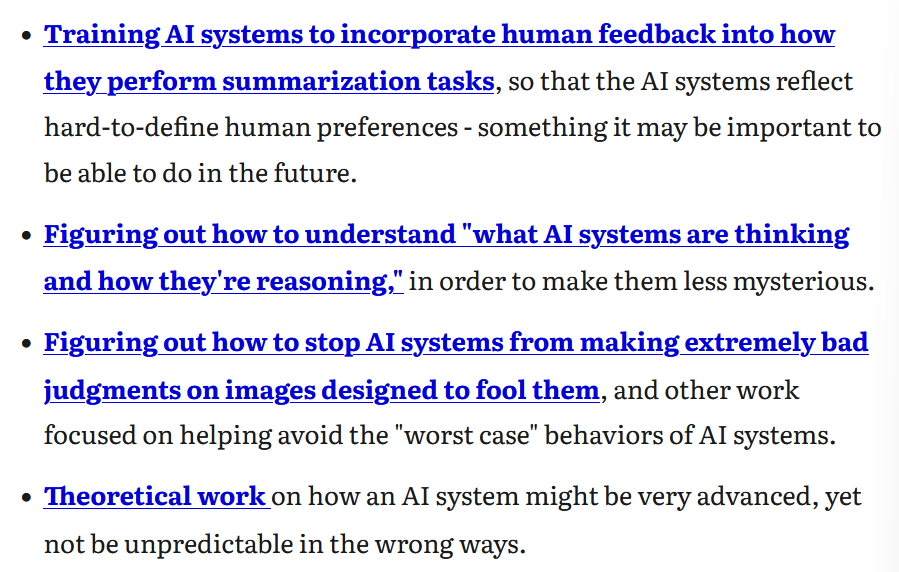 • Training AI systems to incorporate human feedback into how
they perform summarization tasks, so that the AI systems reflect
hard-to-define human preferences - something it may be important to
be able to do in the future.
• Figuring out how to understand "what AI systems are thinking
and how they're reasoning," in order to make them less mysterious.
• Figuring out how to stop AI systems from making extremely bad
judgments on images designed to fool them, and other work
focused on helping avoid the "worst case" behaviors of AI systems.
• Theoretical work on how an AI system might be very advanced, yet
not be unpredictable in the wrong ways.